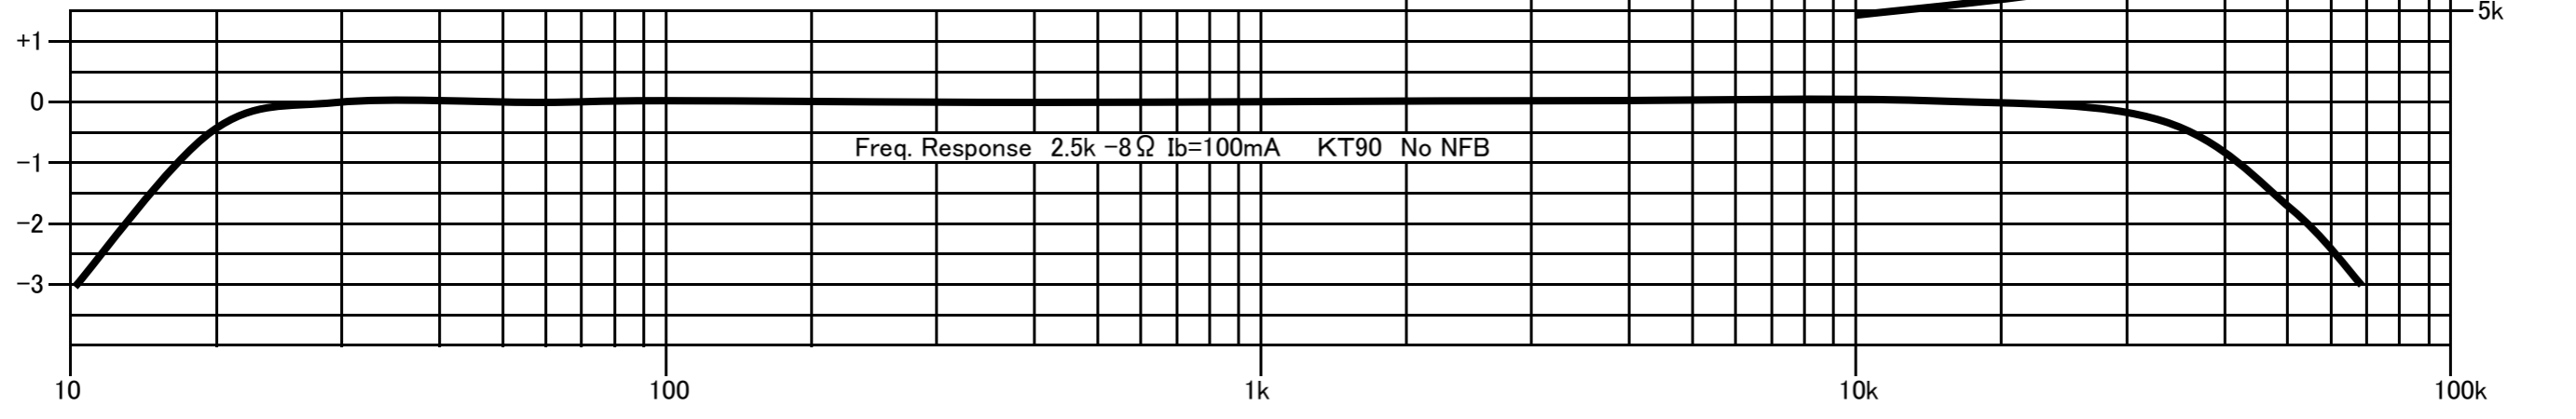 5k
+1
0
Freq. Response 2.5k -8Ω Ib=100mA KT90 No NFB
-1
-2
-3
10 100 1k 10k 100k